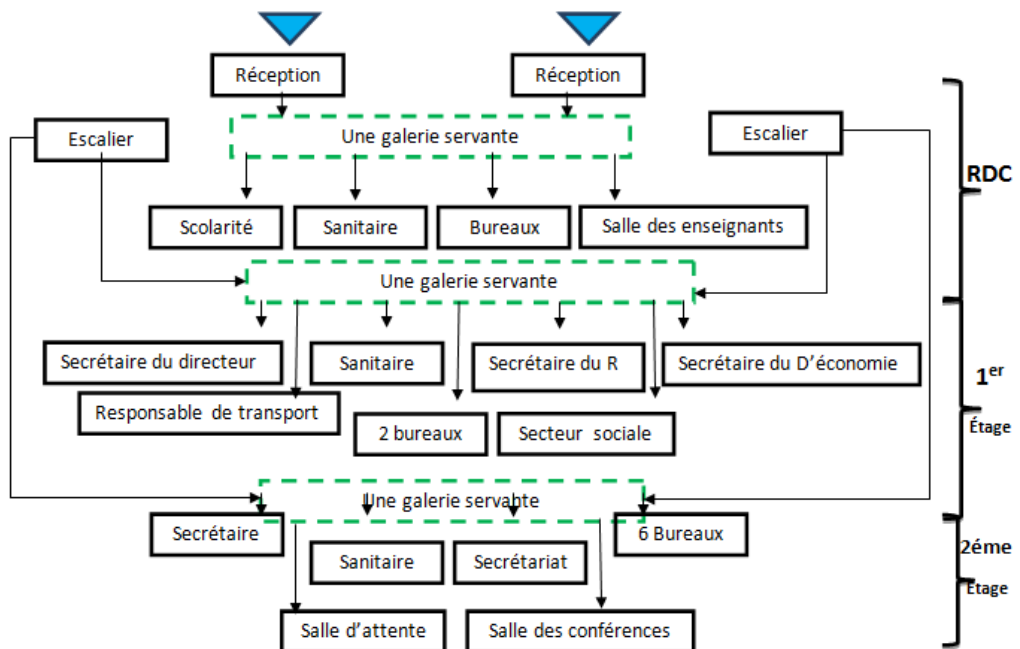 Réception
Réception
Une galerie servante
Escalier
Escalier
RDC
Scolarité
Sanitaire
Bureaux
Salle des enseignants
Une galerie servante
Secrétaire du directeur
Sanitaire
Secrétaire du R
Secrétaire du D'économie
1er
Responsable de transport
2 bureaux
Secteur sociale
Étage
Une galerie servante
Secrétaire
6 Bureaux
Sanitaire
Secrétariat
2éme
Etage
Salle d'attente
Salle des conférences